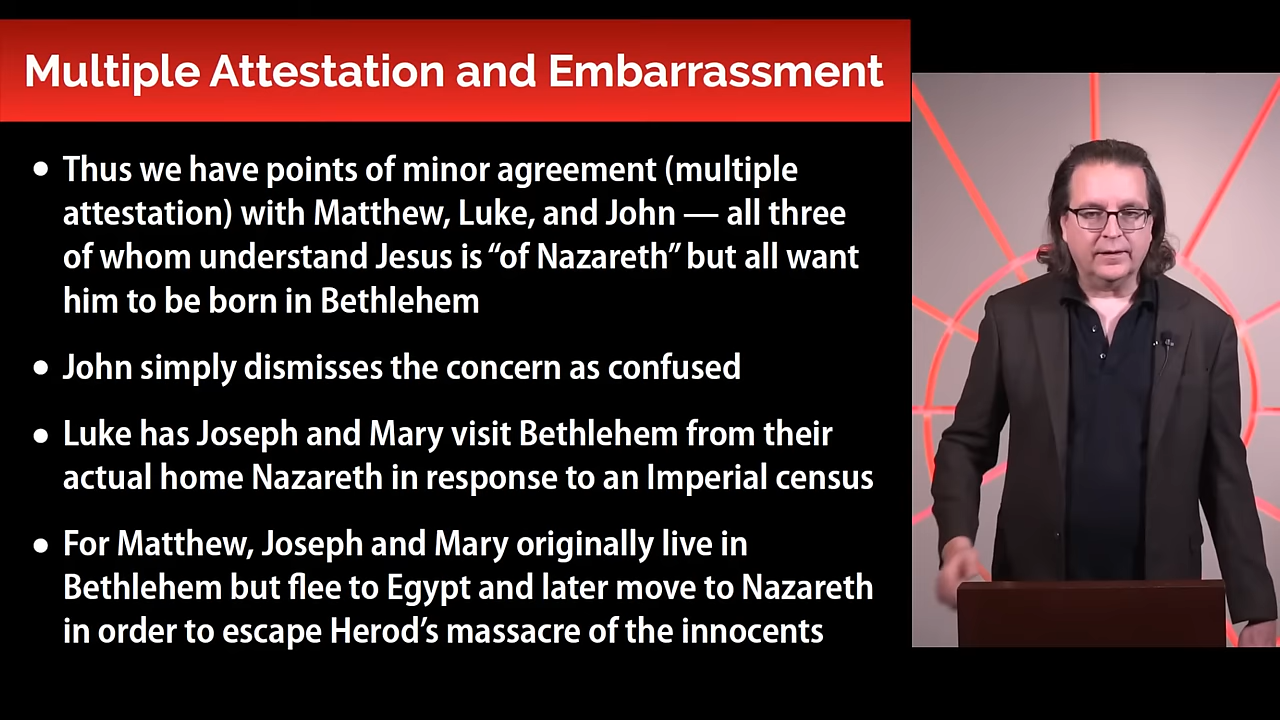 Multiple Attestation and Embarrassment
• Thus we have points of minor agreement (multiple
attestation) with Matthew, Luke, and John — all three
of whom understand Jesus is “of Nazareth” but all want
him to be born in Bethlehem
• John simply dismisses the concern as confused
• Luke has Joseph and Mary visit Bethlehem from their
actual home Nazareth in response to an Imperial census
• For Matthew, Joseph and Mary originally live in
Bethlehem but flee to Egypt and later move to Nazareth
in order to escape Herod’s massacre of the innocents